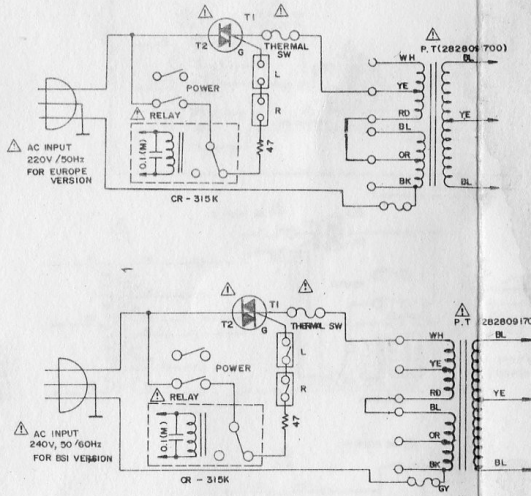 T1
T2
G
THERMAL
SW
P.T(282809700)
WH
BL
L
POWER
YE
R
RELAY
RD
BL
YE
0.1(M)
47
OR
BK
BL
AC INPUT
220V/50Hz
FOR EUROPE
VERSION
CR-315K
T1
T2
G
THERMAL SW
P.T (28280917
WH
BL
L
POWER
YE
R
RELAY
RD
BL
YE
0.1(M)
47
OR
BK
GY
BL
AC INPUT
240V, 50/60Hz
FOR BSI VERSION
CR-315K